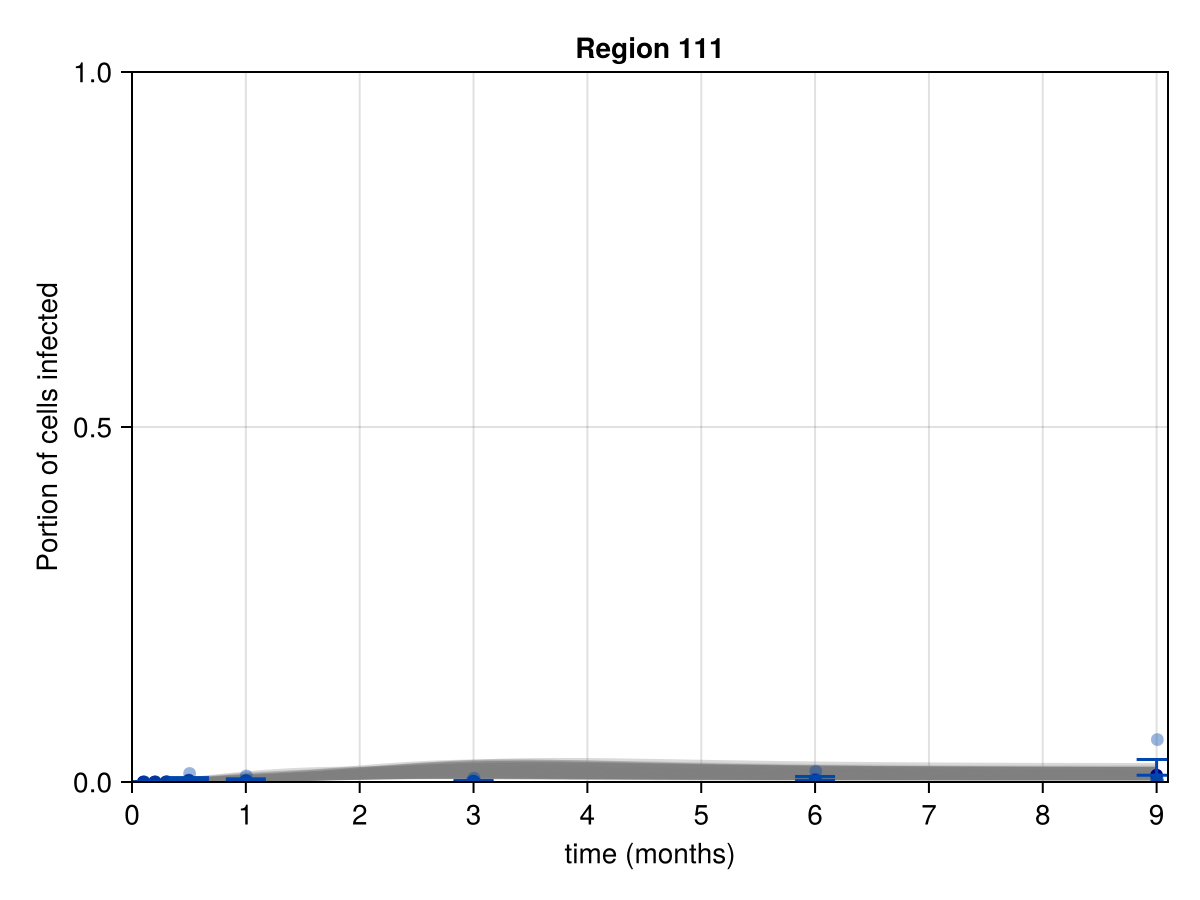 Region 111
1.0
0.5
0.0
Portion of cells infected
0 1 2 3 4 5 6 7 8 9
time (months)